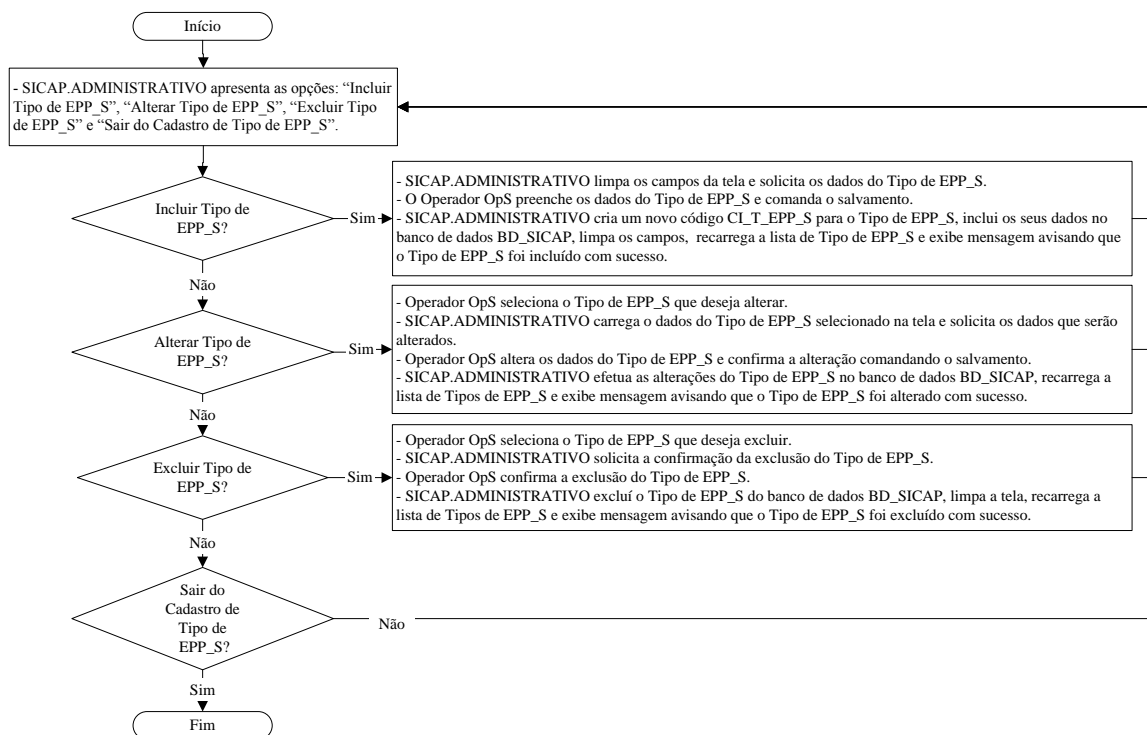 Início
- SICAP.ADMINISTRATIVO apresenta as opções: “Incluir
Tipo de EPP_S”, “Alterar Tipo de EPP_S”, “Excluir Tipo
de EPP_S” e “Sair do Cadastro de Tipo de EPP_S”.
Incluir Tipo de
EPP_S?
Sim
- SICAP.ADMINISTRATIVO limpa os campos da tela e solicita os dados do Tipo de EPP_S.
- O Operador OpS preenche os dados do Tipo de EPP_S e comanda o salvamento.
- SICAP.ADMINISTRATIVO cria um novo código CI_T_EPP_S para o Tipo de EPP_S, inclui os seus dados no
banco de dados BD_SICAP, limpa os campos, recarrega a lista de Tipo de EPP_S e exibe mensagem avisando que
o Tipo de EPP_S foi incluído com sucesso.
Não
Alterar Tipo de
EPP_S?
Sim
- Operador OpS seleciona o Tipo de EPP_S que deseja alterar.
- SICAP.ADMINISTRATIVO carrega o dados do Tipo de EPP_S selecionado na tela e solicita os dados que serão
alterados.
- Operador OpS altera os dados do Tipo de EPP_S e confirma a alteração comandando o salvamento.
- SICAP.ADMINISTRATIVO efetua as alterações do Tipo de EPP_S no banco de dados BD_SICAP, recarrega a
lista de Tipos de EPP_S e exibe mensagem avisando que o Tipo de EPP_S foi alterado com sucesso.
Não
Excluir Tipo de
EPP_S?
Sim
- Operador OpS seleciona o Tipo de EPP_S que deseja excluir.
- SICAP.ADMINISTRATIVO solicita a confirmação da exclusão do Tipo de EPP_S.
- Operador OpS confirma a exclusão do Tipo de EPP_S.
- SICAP.ADMINISTRATIVO excluí o Tipo de EPP_S do banco de dados BD_SICAP, limpa a tela, recarrega a
lista de Tipos de EPP_S e exibe mensagem avisando que o Tipo de EPP_S foi excluído com sucesso.
Não
Sair do
Cadastro de
Tipo de
EPP_S?
Não
Sim
Fim